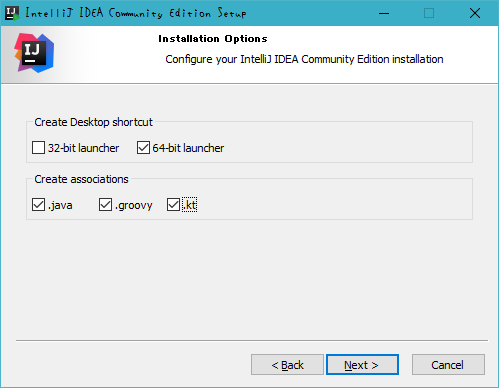 IJ IntelliJ IDEA Community Edition Setup
IJ
Installation Options
Configure your IntelliJ IDEA Community Edition installation
Create Desktop shortcut
32-bit launcher 64-bit launcher
Create associations
.java .groovy .kt
< Back Next > Cancel